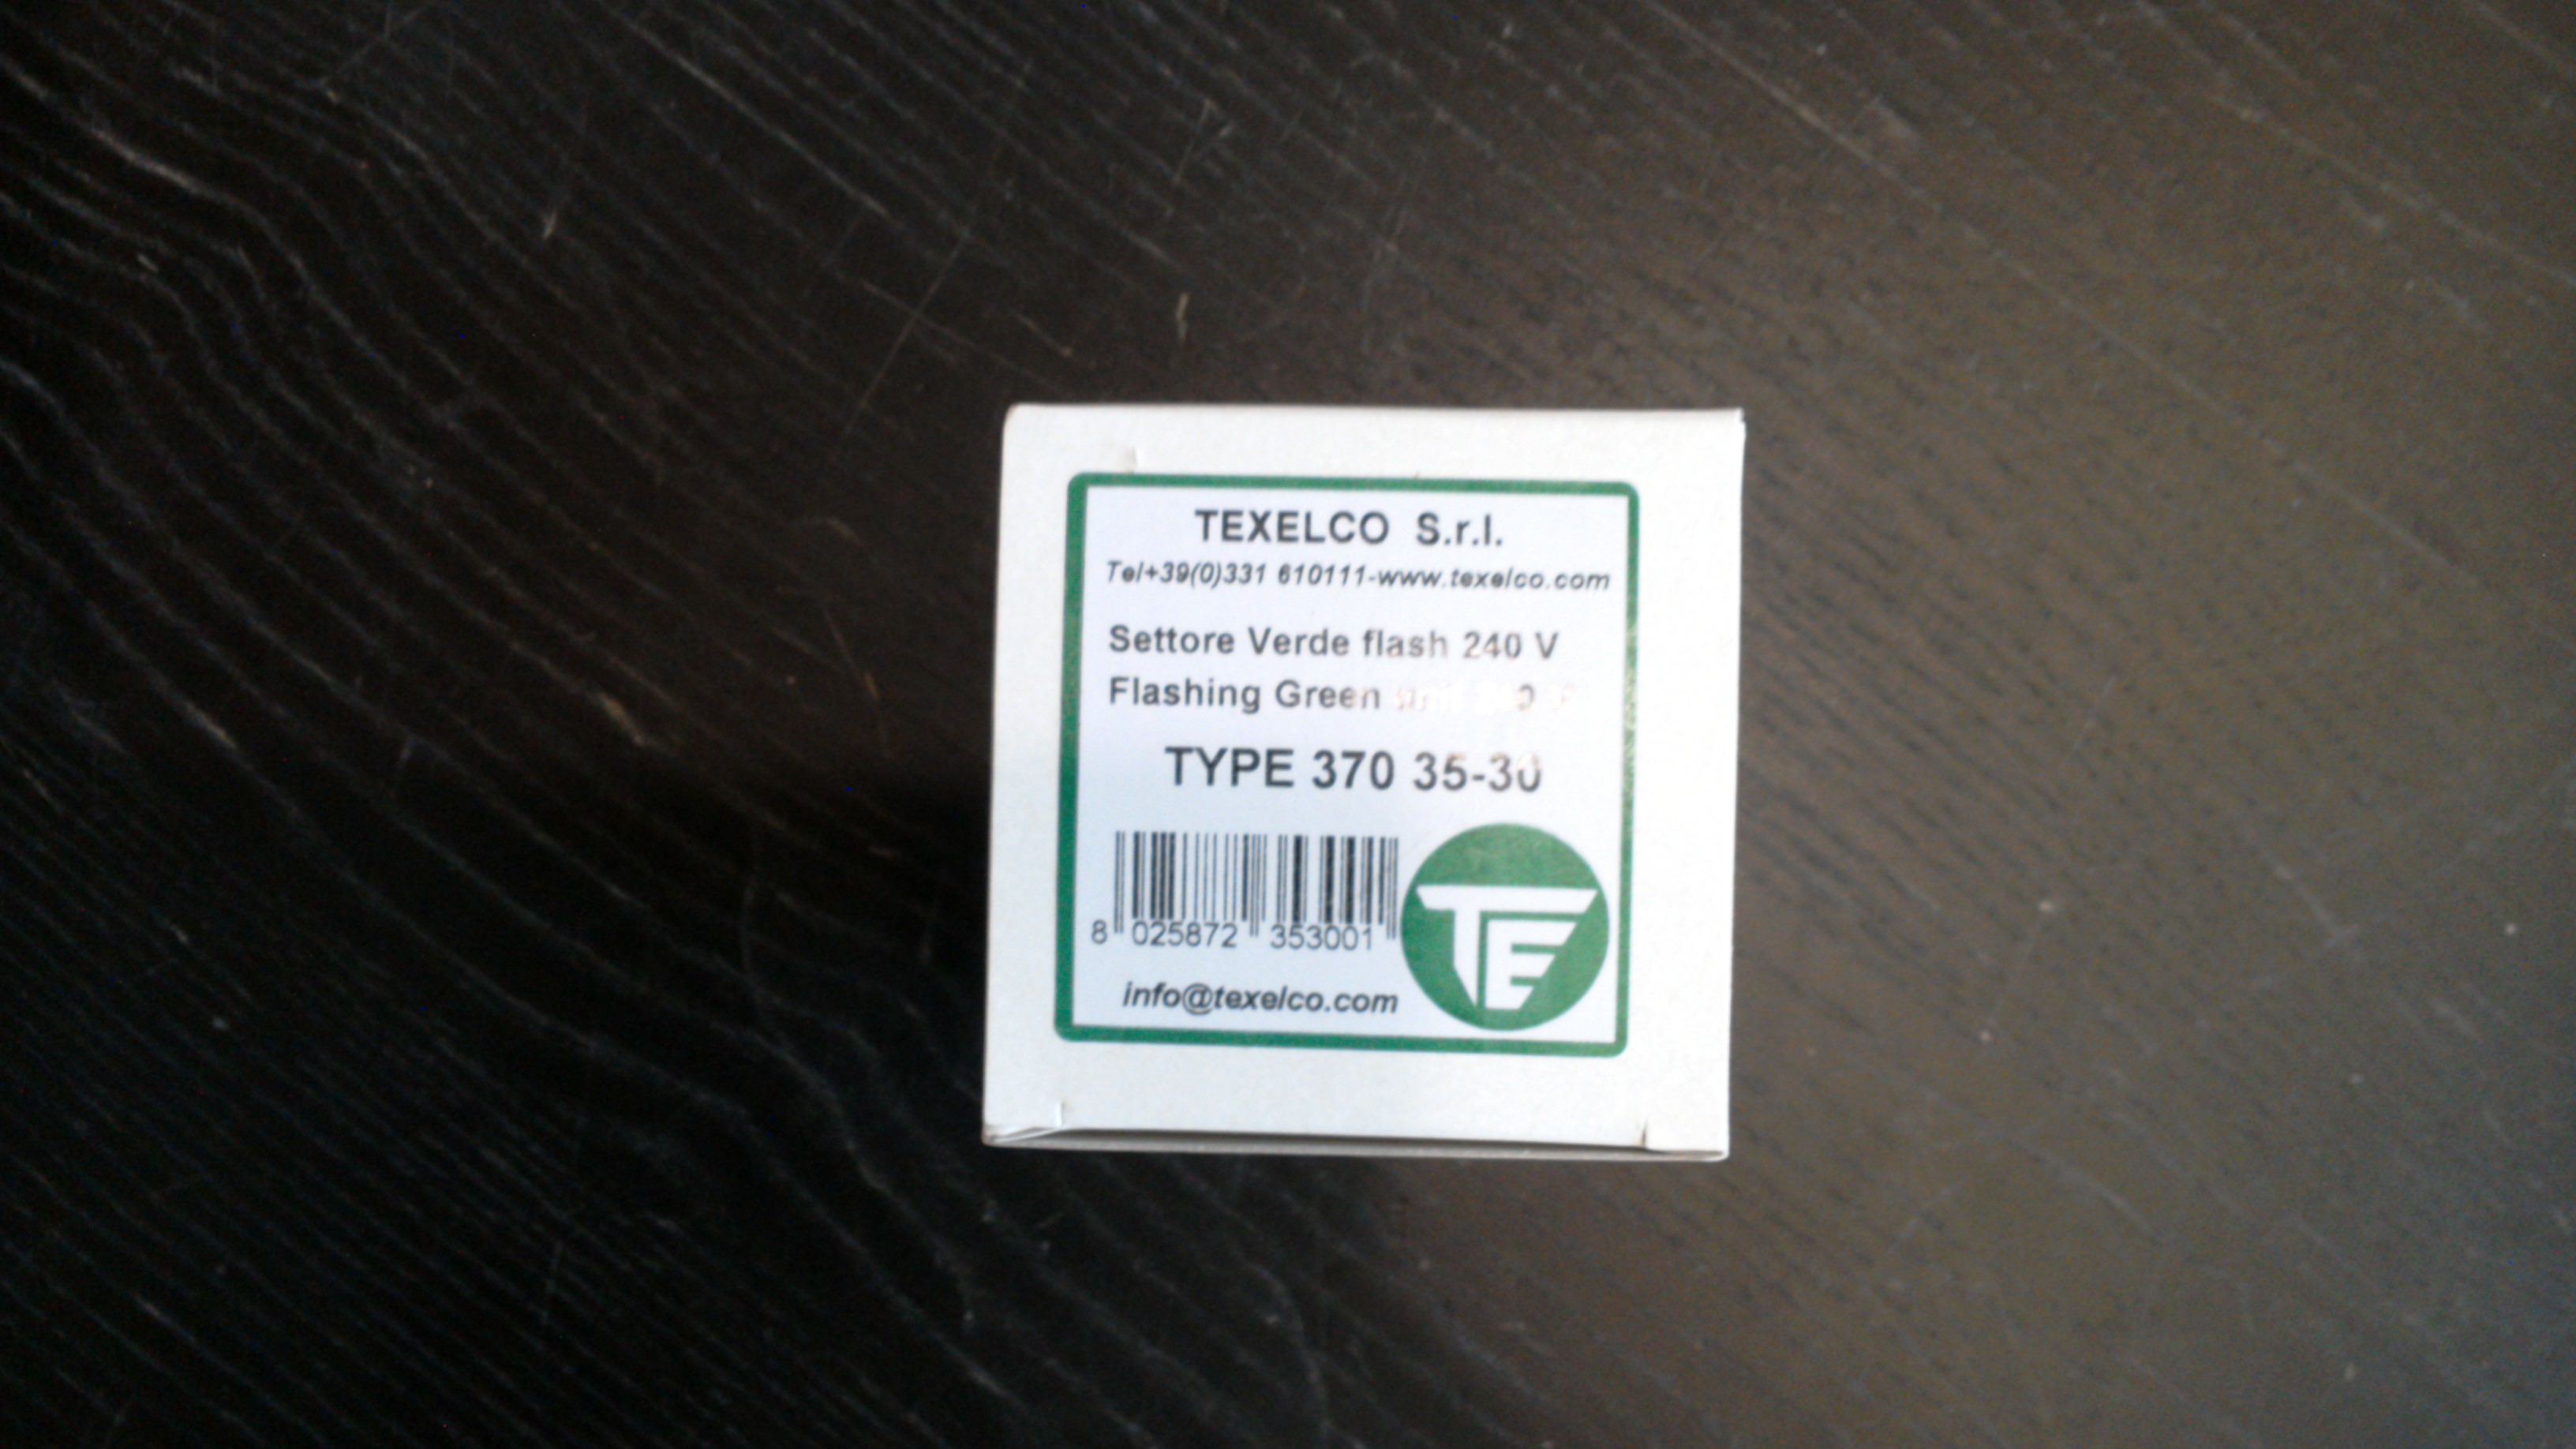 TEXELCO S.r.l.
Tel+39(0)331 610111-www.texelco.com
Settore Verde flash 240 V
Flashing Green
TYPE 370 35-30
8 025872 353001
TE
info@texelco.com